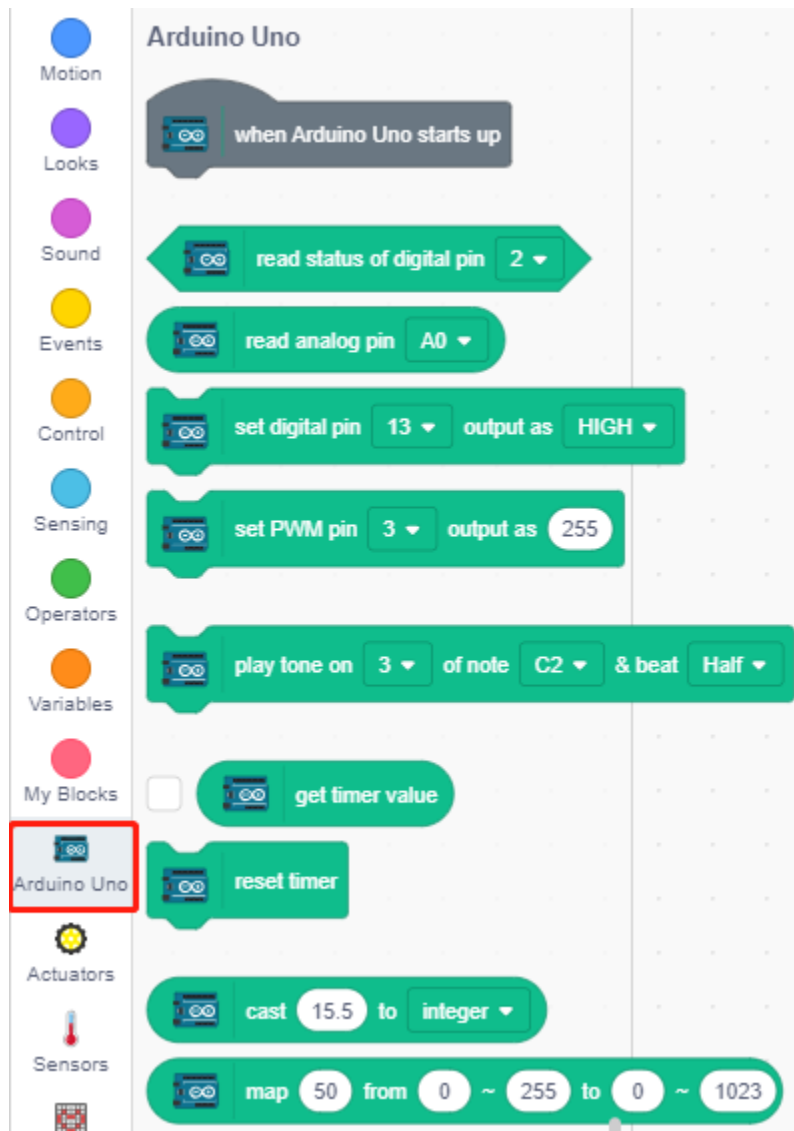 Arduino Uno
Motion
when Arduino Uno starts up
Looks
Sound
read status of digital pin 2
Events
read analog pin A0
Control
set digital pin 13 output as HIGH
Sensing
set PWM pin 3 output as 255
Operators
play tone on 3 of note C2 & beat Half
Variables
My Blocks
get timer value
Arduino Uno
reset timer
Actuators
cast 15.5 to integer
Sensors
map 50 from 0 ~ 255 to 0 ~ 1023